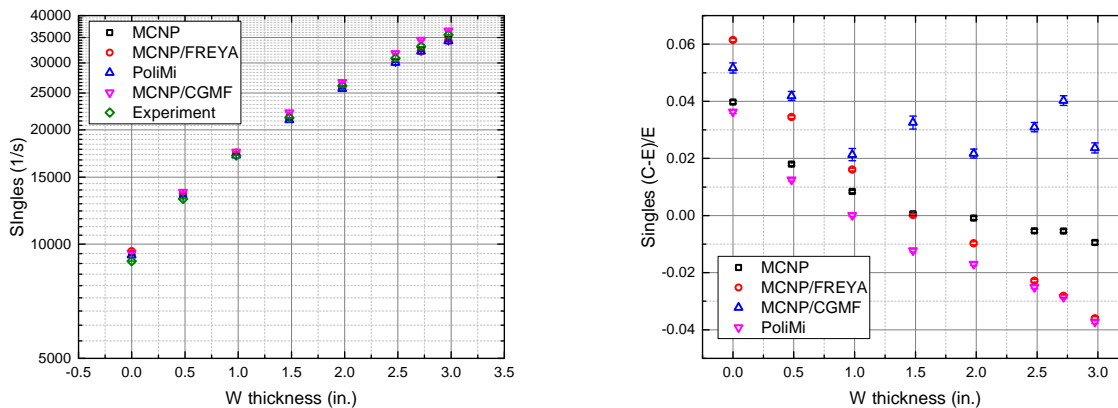 40000
35000
30000
25000
20000
15000
10000
5000
SIngles (1/s)
MCNP
MCNP/FREYA
PoliMi
MCNP/CGMF
Experiment
-0.5 0.0 0.5 1.0 1.5 2.0 2.5 3.0 3.5
W thickness (in.)
0.06
0.04
0.02
0.00
-0.02
-0.04
Singles (C-E)/E
MCNP
MCNP/FREYA
MCNP/CGMF
PoliMi
0.0 0.5 1.0 1.5 2.0 2.5 3.0
W thickness (in.)